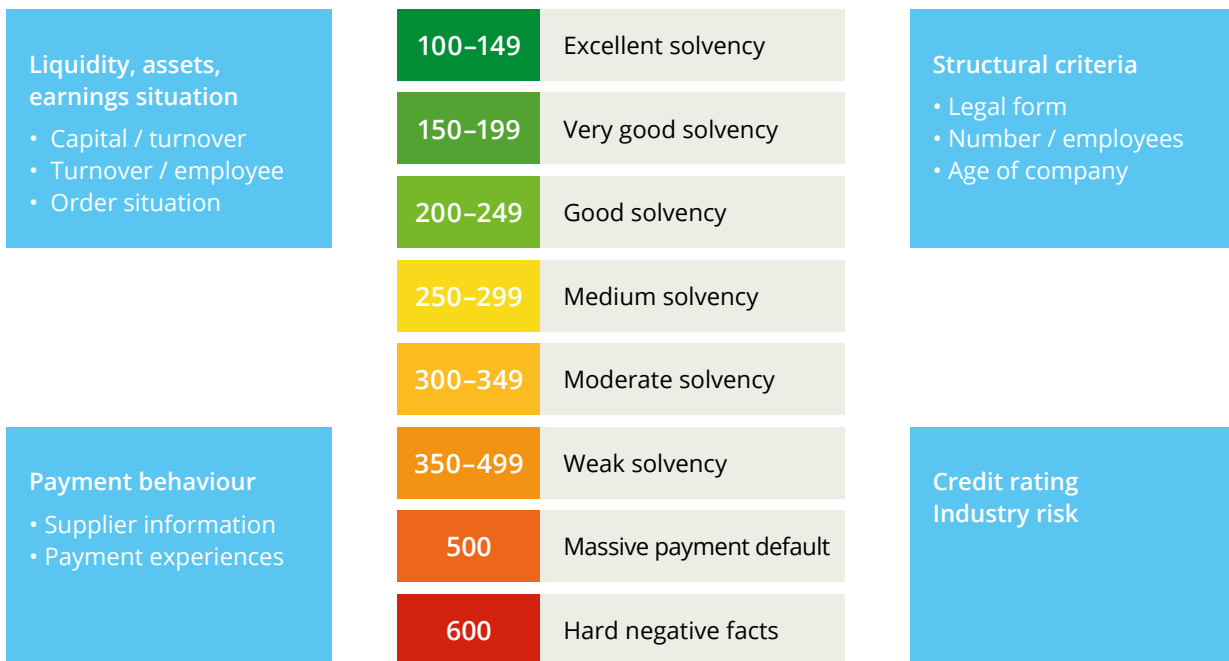 Liquidity, assets,
earnings situation
• Capital / turnover
• Turnover / employee
• Order situation
Payment behaviour
• Supplier information
• Payment experiences
100–149 Excellent solvency
150–199 Very good solvency
200–249 Good solvency
250–299 Medium solvency
300–349 Moderate solvency
350–499 Weak solvency
500 Massive payment default
600 Hard negative facts
Structural criteria
• Legal form
• Number / employees
• Age of company
Credit rating
Industry risk